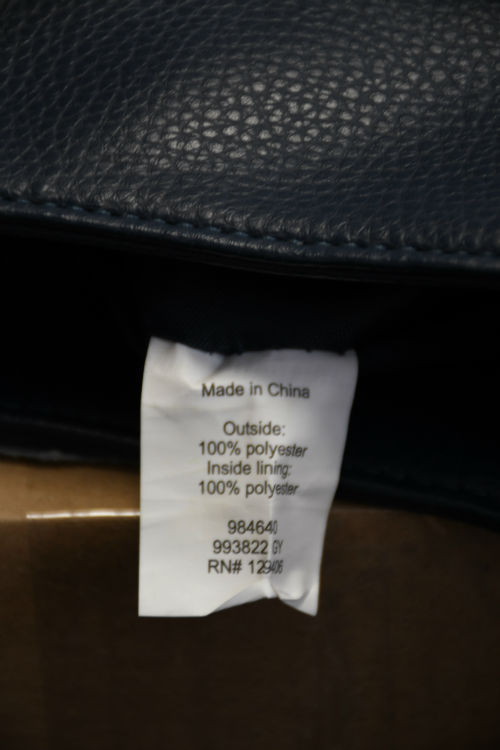 Made in China
Outside:
100% polyester
Inside lining:
100% polyester
984640
993822 GY
RN# 129406